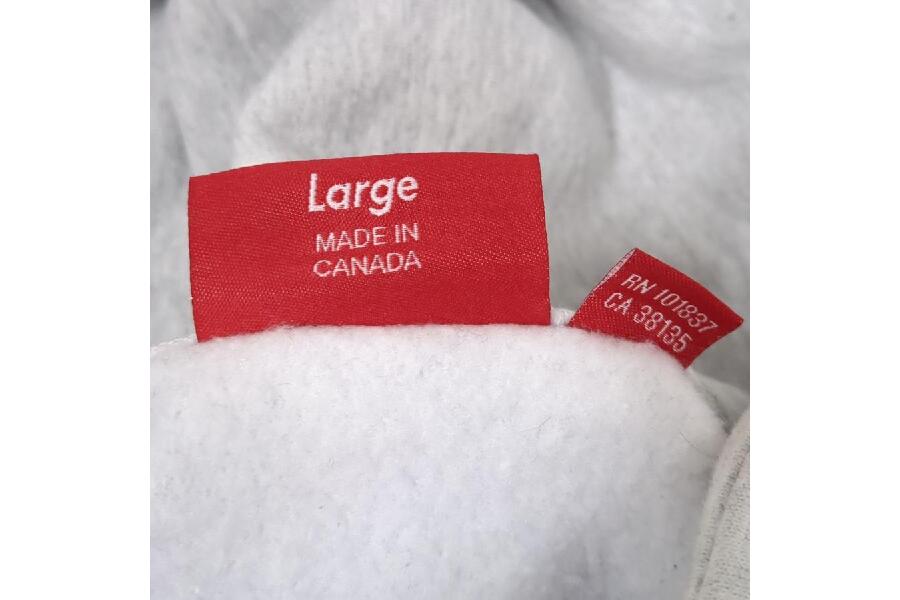 Large
MADE IN
CANADA
RN 101837
CA 38135